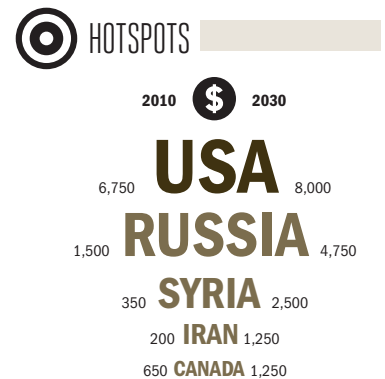 HOTSPOTS
2010 $ 2030
6,750 USA 8,000
1,500 RUSSIA 4,750
350 SYRIA 2,500
200 IRAN 1,250
650 CANADA 1,250